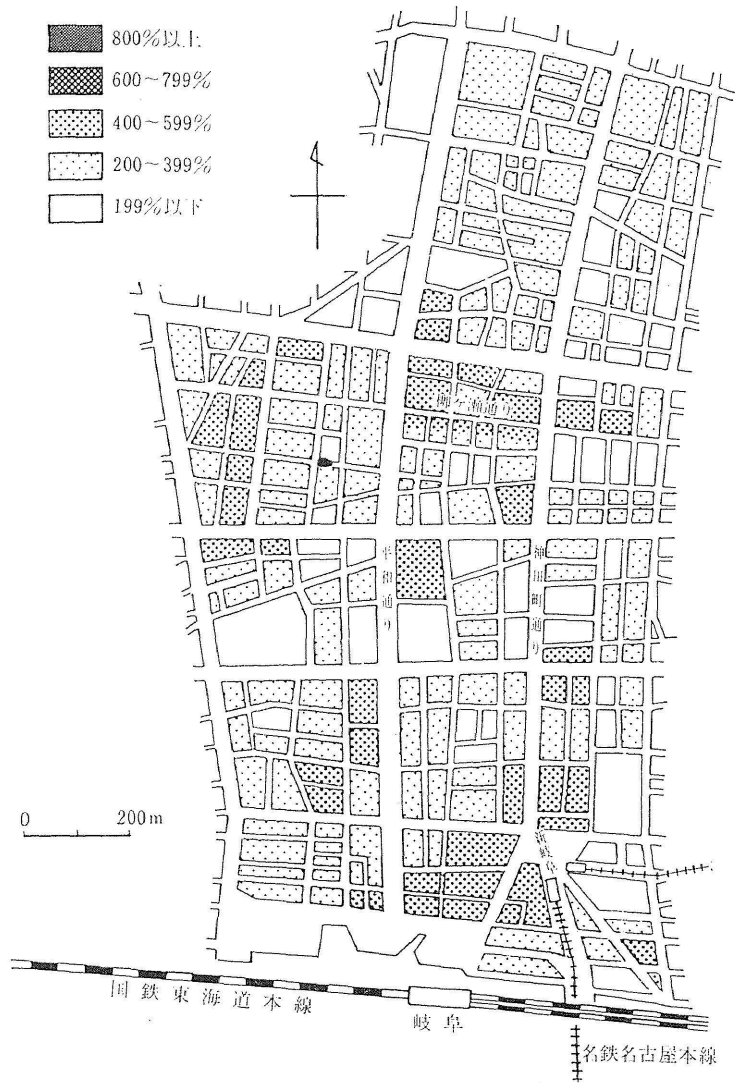 800%以上
600~799%
400~599%
200~399%
199%以下
柳ケ瀬通り
平和通り
神田町通り
0 200m
新岐阜
国鉄東海道本線
岐阜
名鉄名古屋本線